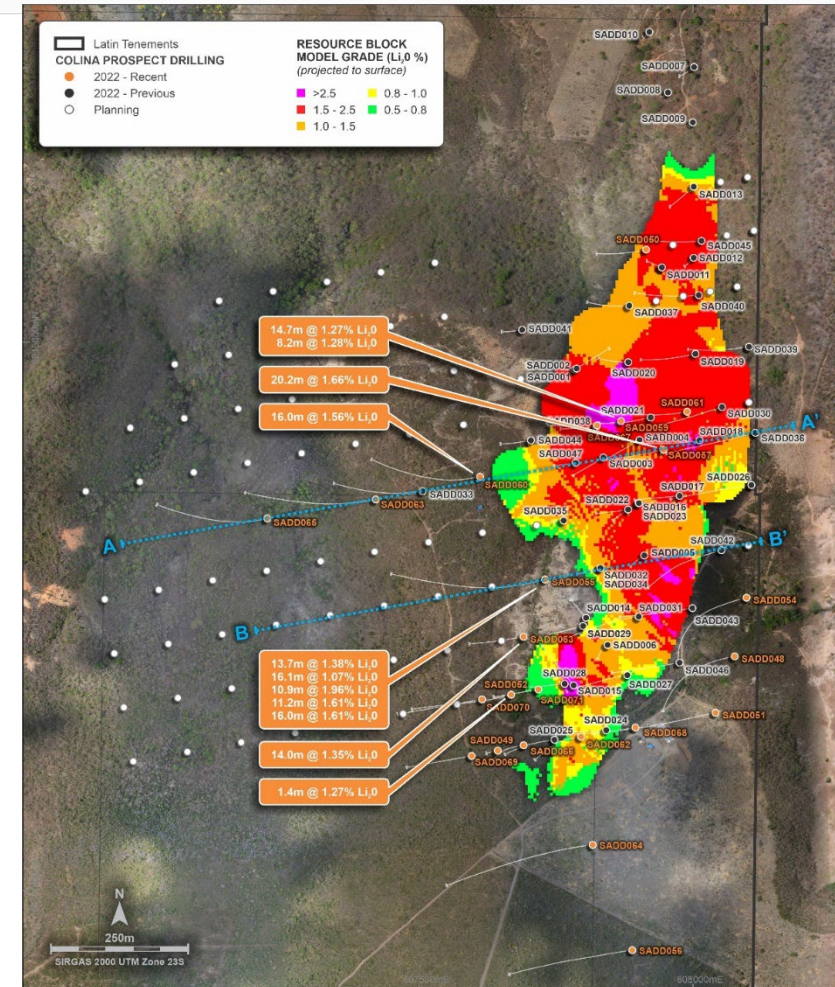 Latin Tenements
COLINA PROSPECT DRILLING
2022 - Recent
2022 - Previous
Planning
RESOURCE BLOCK
MODEL GRADE (Li₂0 %)
(projected to surface)
>2.5
0.8 - 1.0
1.5 - 2.5
0.5 - 0.8
1.0 - 1.5
SADD010
SADD007
SADD008
SADD009
SADD013
SADD050
SADD045
SADD012
SADD011
SADD040
SADD037
14.7m @ 1.27% Li₂0
8.2m @ 1.28% Li₂0
SADD041
SADD039
SADD002
SADD001
SADD019
SADD020
20.2m @ 1.66% Li₂0
16.0m @ 1.56% Li₂0
SADD021
SADD061
SADD030
SADD038
SADD059
A'
SADD044
SADD004
SADD018
SADD036
SADD057
SADD047
SADD003
SADD060
SADD026
SADD033
SADD017
SADD063
SADD022
SADD016
SADD023
SADD065
SADD035
A
B'
SADD042
SADD005
SADD032
SADD034
SADD055
SADD054
B
SADD014
SADD031
SADD043
SADD053
SADD029
SADD006
13.7m @ 1.38% Li₂0
16.1m @ 1.07% Li₂0
10.9m @ 1.96% Li₂0
11.2m @ 1.61% Li₂0
16.0m @ 1.61% Li₂0
SADD048
SADD046
SADD028
SADD027
SADD052
SADD015
SADD071
SADD070
SADD051
SADD024
SADD068
SADD025
SADD062
SADD049
SADD066
SADD069
14.0m @ 1.35% Li₂0
1.4m @ 1.27% Li₂0
SADD064
N
250m
SIRGAS 2000 UTM Zone 23S
SADD056
608000mE